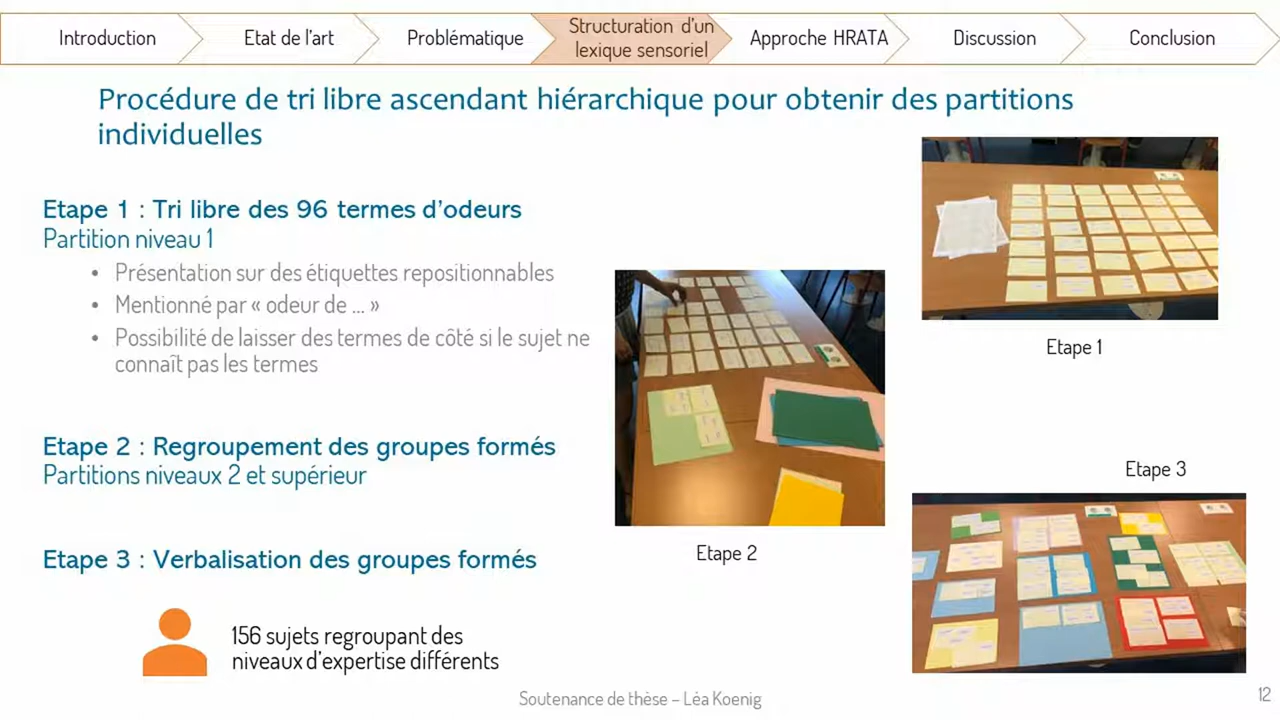 Introduction
Etat de l'art
Problématique
Structuration d'un
lexique sensoriel
Approche HRATA
Discussion
Conclusion
Procédure de tri libre ascendant hiérarchique pour obtenir des partitions
individuelles
Etape 1 : Tri libre des 96 termes d'odeurs
Partition niveau 1
• Présentation sur des étiquettes repositionnables
• Mentionné par « odeur de ... »
• Possibilité de laisser des termes de côté si le sujet ne
connaît pas les termes
Etape 1
Etape 2 : Regroupement des groupes formés
Partitions niveaux 2 et supérieur
Etape 3
Etape 2
Etape 3 : Verbalisation des groupes formés
156 sujets regroupant des
niveaux d'expertise différents
Soutenance de thèse – Léa Koenig
12